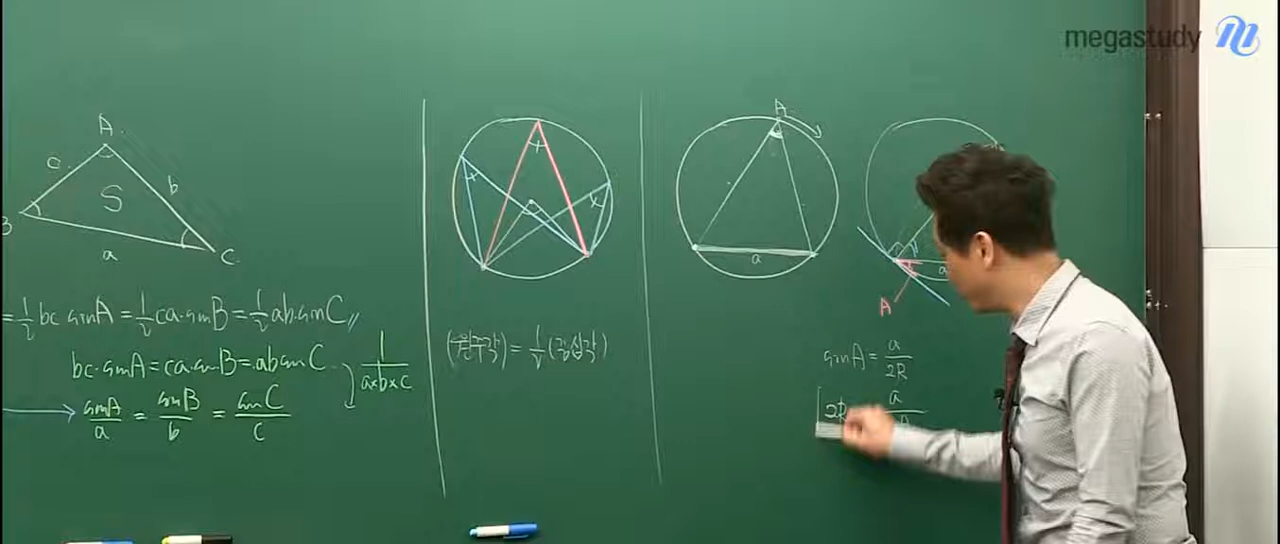 megastudy
A
c
b
S
B
a
C
= 1/2 bc sinA = 1/2 ca sinB = 1/2 ab sinC //
bc sinA = ca sinB = ab sinC
1/(a×b×c)
sinA/a = sinB/b = sinC/c
(원주각) = 1/2 (중심각)
A
a
a
A
sinA = a/2R
2R
a